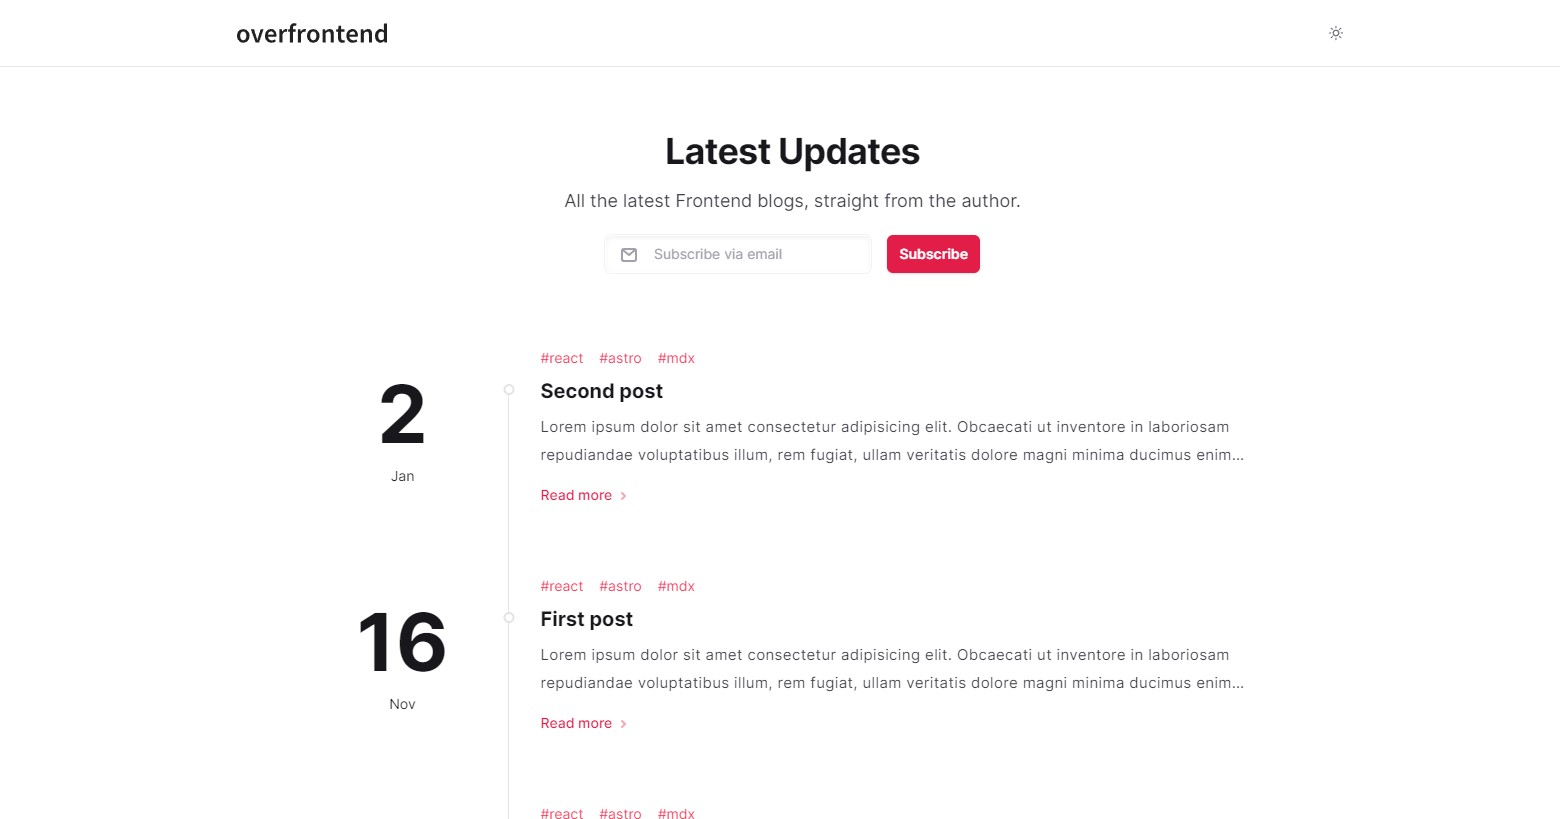 overfrontend
Latest Updates
All the latest Frontend blogs, straight from the author.
Subscribe via email
Subscribe
#react #astro #mdx
2
Jan
Second post
Lorem ipsum dolor sit amet consectetur adipisicing elit. Obcaecati ut inventore in laboriosam
repudiandae voluptatibus illum, rem fugiat, ullam veritatis dolore magni minima ducimus enim...
Read more
#react #astro #mdx
16
Nov
First post
Lorem ipsum dolor sit amet consectetur adipisicing elit. Obcaecati ut inventore in laboriosam
repudiandae voluptatibus illum, rem fugiat, ullam veritatis dolore magni minima ducimus enim...
Read more
#react #astro #mdx